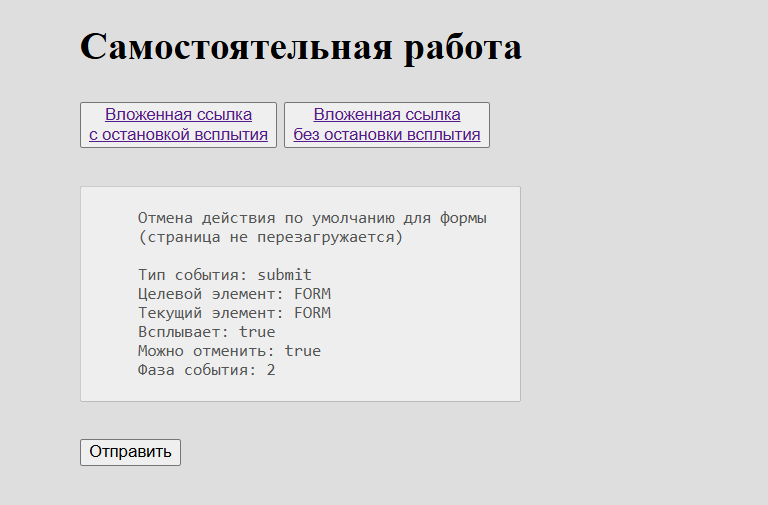 Самостоятельная работа
Вложенная ссылка
с остановкой всплытия
Вложенная ссылка
без остановки всплытия
Отмена действия по умолчанию для формы
(страница не перезагружается)
Тип события: submit
Целевой элемент: FORM
Текущий элемент: FORM
Всплывает: true
Можно отменить: true
Фаза события: 2
Отправить